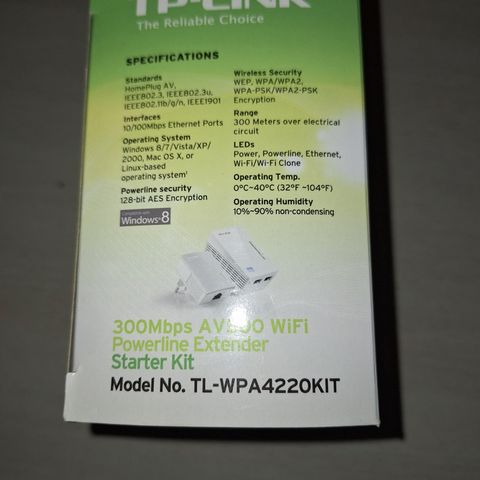 TP-LINK
The Reliable Choice
SPECIFICATIONS
Standards
HomePlug AV,
IEEE802.3, IEEE802.3u,
IEEE802.11b/g/n, IEEE1901
Interfaces
10/100Mbps Ethernet Ports
Operating System
Windows 8/7/Vista/XP/
2000, Mac OS X, or
Linux-based
operating system¹
Powerline security
128-bit AES Encryption
Compatible with
Windows 8
Wireless Security
WEP, WPA/WPA2,
WPA-PSK/WPA2-PSK
Encryption
Range
300 Meters over electrical
circuit
LEDs
Power, Powerline, Ethernet,
Wi-Fi/Wi-Fi Clone
Operating Temp.
0°C~40°C (32°F ~104°F)
Operating Humidity
10%~90% non-condensing
300Mbps AV500 WiFi
Powerline Extender
Starter Kit
Model No. TL-WPA4220KIT